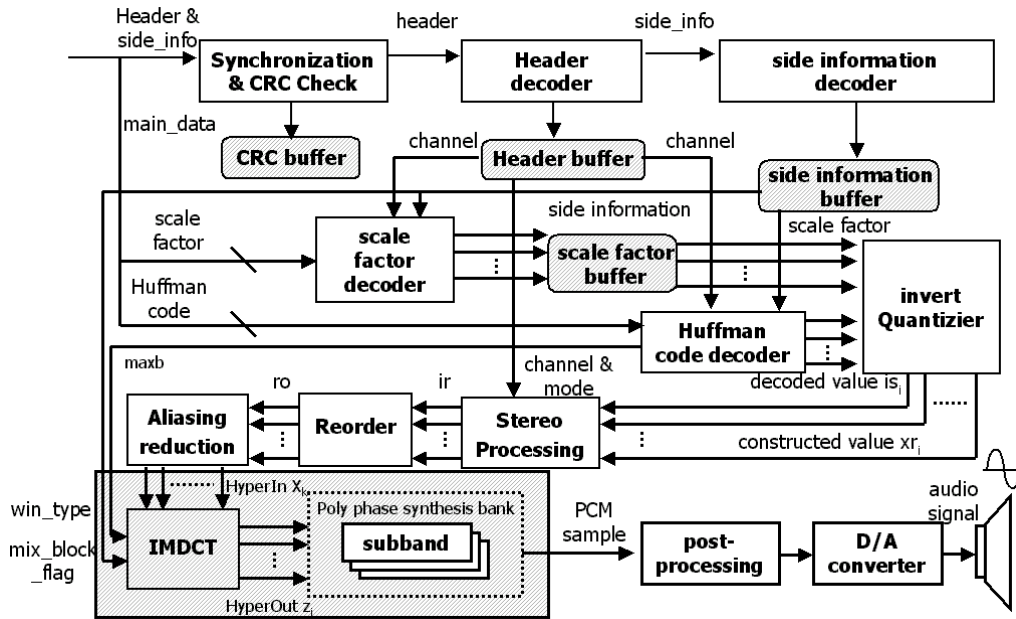 Header &
side_info
header
side_info
Synchronization
& CRC Check
Header
decoder
side information
decoder
main_data
channel
channel
CRC buffer
Header buffer
side information
buffer
scale
factor
scale
factor
decoder
side information
scale factor
buffer
scale factor
invert
Quantizier
Huffman
code
Huffman
code decoder
maxb
channel &
mode
decoded value is i
ro
ir
Aliasing
reduction
Reorder
Stereo
Processing
constructed value xr i
HyperIn X k
win_type
mix_block
_flag
IMDCT
Poly phase synthesis bank
subband
HyperOut z i
PCM
sample
post-
processing
D/A
converter
audio
signal